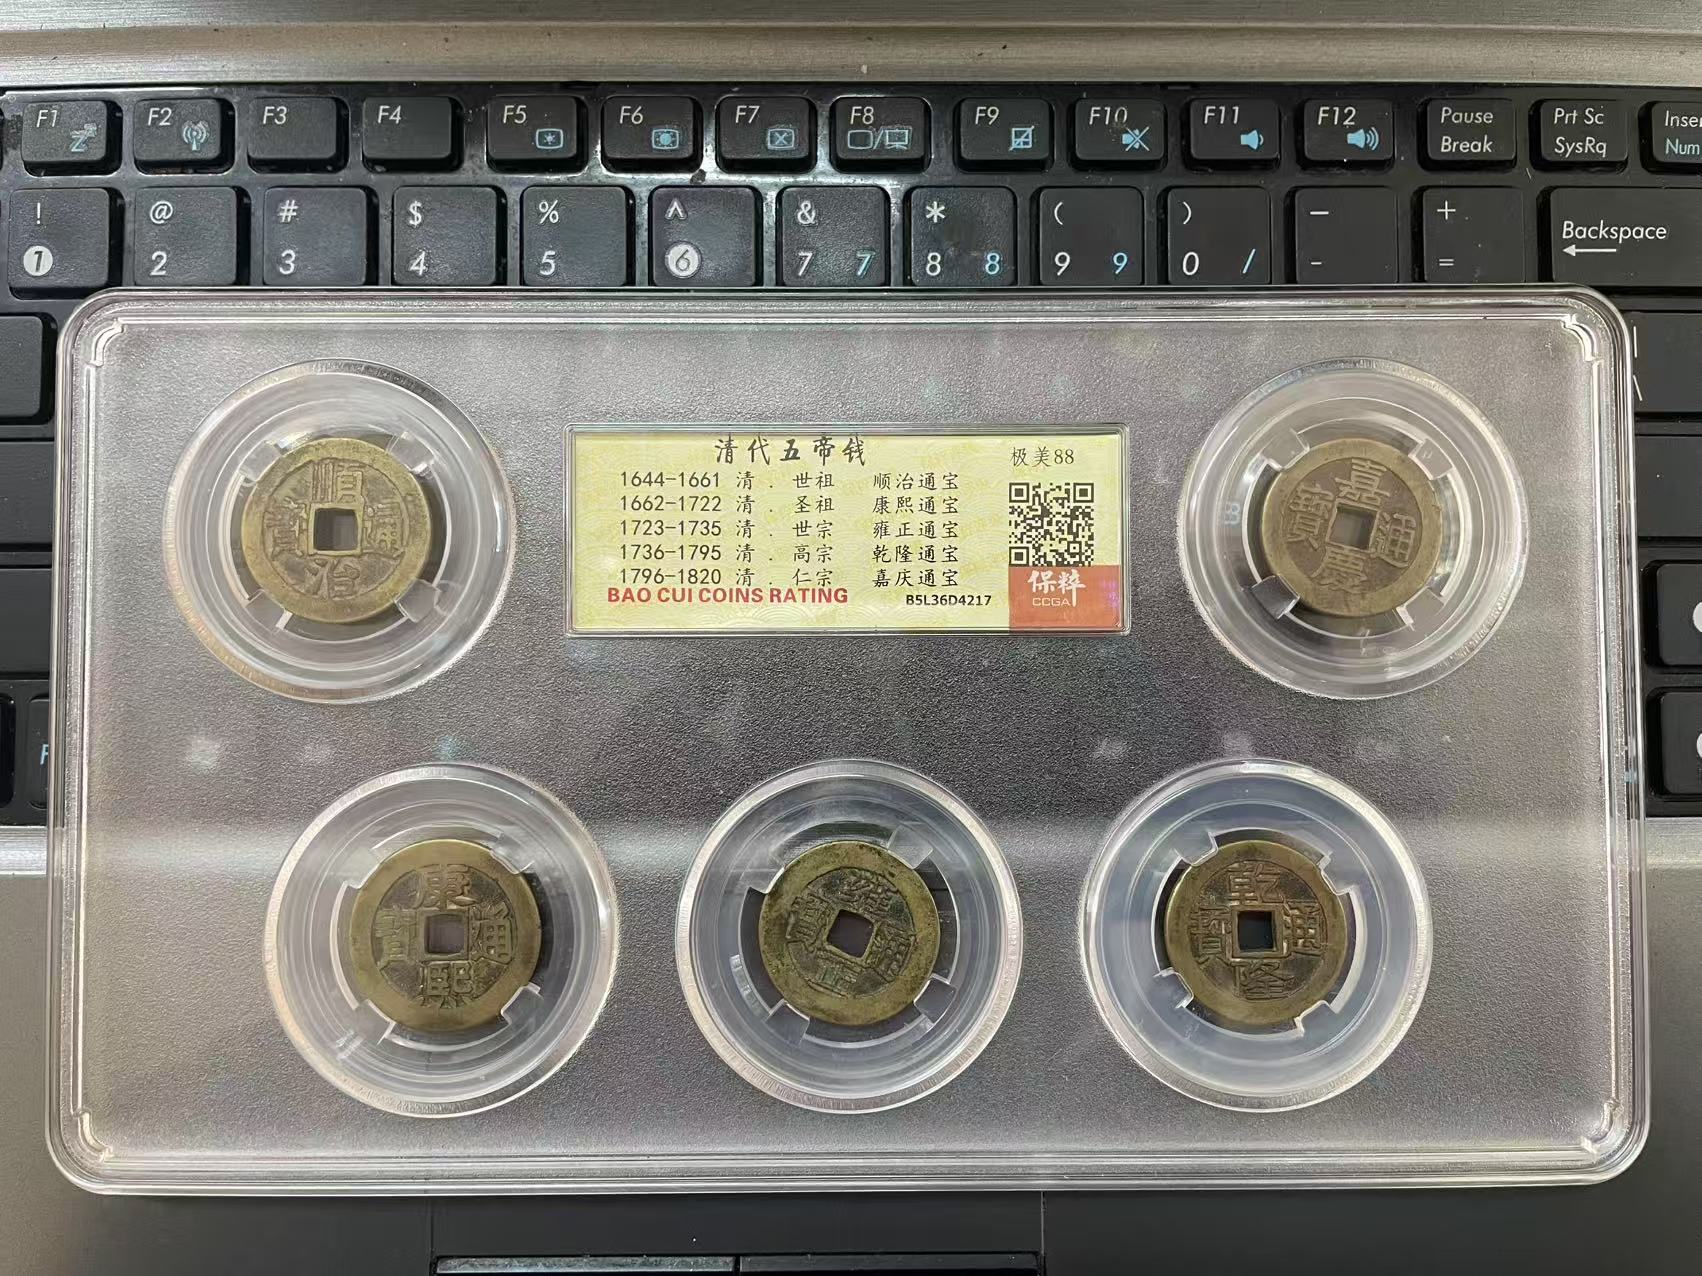 F1 F2 F3 F4 F5 F6 F7 F8 F9 F10 F11 F12 Pause Break Prt Sc SysRq
! @ # $ % ^ & * ( ) — +
1 2 3 4 5 6 7 7 8 8 9 9 0 / - = Backspace
清代五帝钱
极美88
1644-1661 清 . 世祖 顺治通宝
1662-1722 清 . 圣祖 康熙通宝
1723-1735 清 . 世宗 雍正通宝
1736-1795 清 . 高宗 乾隆通宝
1796-1820 清 . 仁宗 嘉庆通宝
BAO CUI COINS RATING
B5L36D4217
保粹
CCGA
順治通寶
嘉慶通寶
康熙通寶
雍正通寶
乾隆通寶